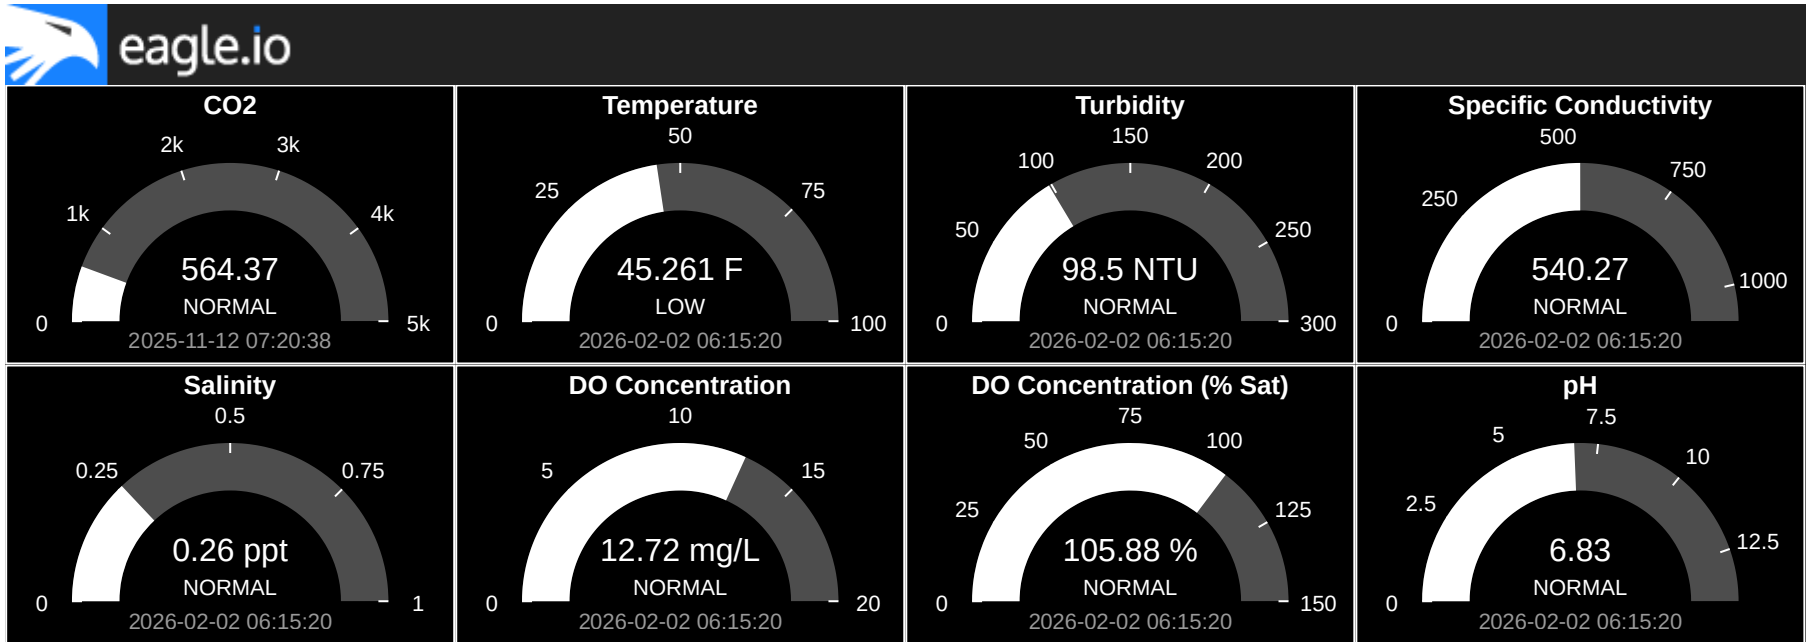 eagle.io
CO2
0
1k
2k
3k
4k
5k
564.37
NORMAL
2025-11-12 07:20:38
Temperature
0
25
50
75
100
45.261 F
LOW
2026-02-02 06:15:20
Turbidity
0
50
100
150
200
250
300
98.5 NTU
NORMAL
2026-02-02 06:15:20
Specific Conductivity
0
250
500
750
1000
540.27
NORMAL
2026-02-02 06:15:20
Salinity
0
0.25
0.5
0.75
1
0.26 ppt
NORMAL
2026-02-02 06:15:20
DO Concentration
0
5
10
15
20
12.72 mg/L
NORMAL
2026-02-02 06:15:20
DO Concentration (% Sat)
0
25
50
75
100
125
150
105.88 %
NORMAL
2026-02-02 06:15:20
pH
0
2.5
5
7.5
10
12.5
6.83
NORMAL
2026-02-02 06:15:20